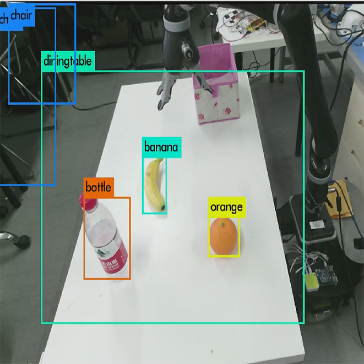 ch
chair
diningtable
banana
bottle
orange